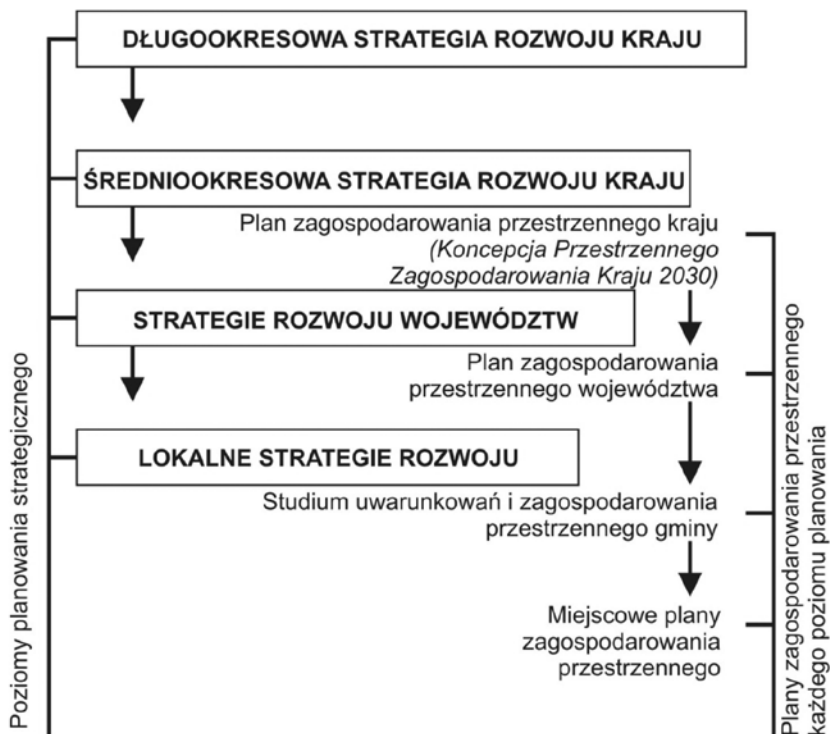 DŁUGOOKRESOWA STRATEGIA ROZWOJU KRAJU
ŚREDNIOOKRESOWA STRATEGIA ROZWOJU KRAJU
Plan zagospodarowania przestrzennego kraju
(Koncepcja Przestrzennego
Zagospodarowania Kraju 2030)
STRATEGIE ROZWOJU WOJEWÓDZTW
Plan zagospodarowania
przestrzennego województwa
LOKALNE STRATEGIE ROZWOJU
Studium uwarunkowań i zagospodarowania
przestrzennego gminy
Miejscowe plany
zagospodarowania
przestrzennego
Poziomy planowania strategicznego
Plany zagospodarowania przestrzennego
każdego poziomu planowania